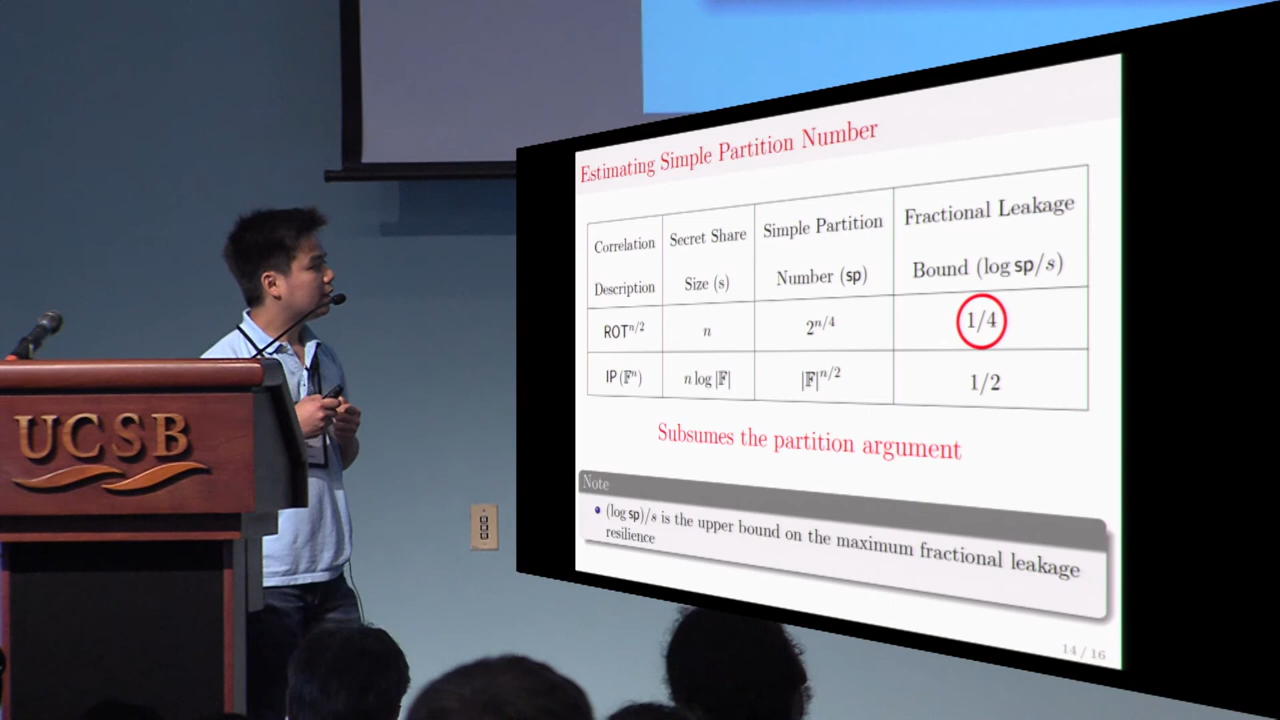 UCSB
Estimating Simple Partition Number
Correlation Description
Secret Share Size (s)
Simple Partition Number (sp)
Fractional Leakage Bound (log sp/s)
ROT^{n/2}
n
2^{n/4}
1/4
IP (𝔽^n)
n log |𝔽|
|𝔽|^{n/2}
1/2
Subsumes the partition argument
Note
(log sp)/s is the upper bound on the maximum fractional leakage
resilience
14 / 16